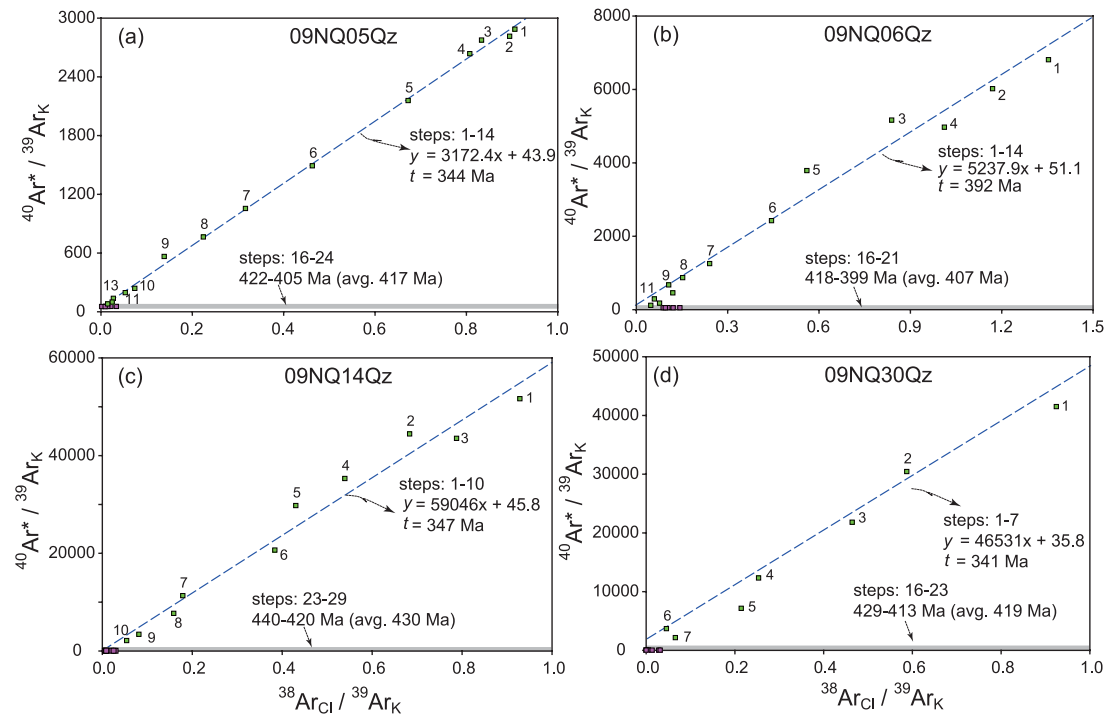 (a) 09NQ05Qz
3000
2400
1800
1200
600
0
40Ar* / 39ArK
1
2
3
4
5
6
7
8
9
10
11
13
steps: 1-14
y = 3172.4x + 43.9
t = 344 Ma
steps: 16-24
422-405 Ma (avg. 417 Ma)
0.0 0.2 0.4 0.6 0.8 1.0
(b) 09NQ06Qz
8000
6000
4000
2000
0
40Ar* / 39ArK
1
2
3
4
5
6
7
8
9
11
steps: 1-14
y = 5237.9x + 51.1
t = 392 Ma
steps: 16-21
418-399 Ma (avg. 407 Ma)
0.0 0.3 0.6 0.9 1.2 1.5
(c) 09NQ14Qz
60000
40000
20000
0
40Ar* / 39ArK
1
2
3
4
5
6
7
8
9
10
steps: 1-10
y = 59046x + 45.8
t = 347 Ma
steps: 23-29
440-420 Ma (avg. 430 Ma)
0.0 0.2 0.4 0.6 0.8 1.0
38ArCl / 39ArK
(d) 09NQ30Qz
50000
40000
30000
20000
10000
0
40Ar* / 39ArK
1
2
3
4
5
6
7
steps: 1-7
y = 46531x + 35.8
t = 341 Ma
steps: 16-23
429-413 Ma (avg. 419 Ma)
0.0 0.2 0.4 0.6 0.8 1.0
38ArCl / 39ArK